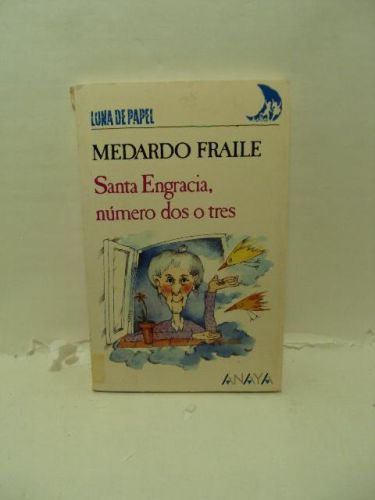 LUNA DE PAPEL
MEDARDO FRAILE
Santa Engracia,
número dos o tres
ANAYA